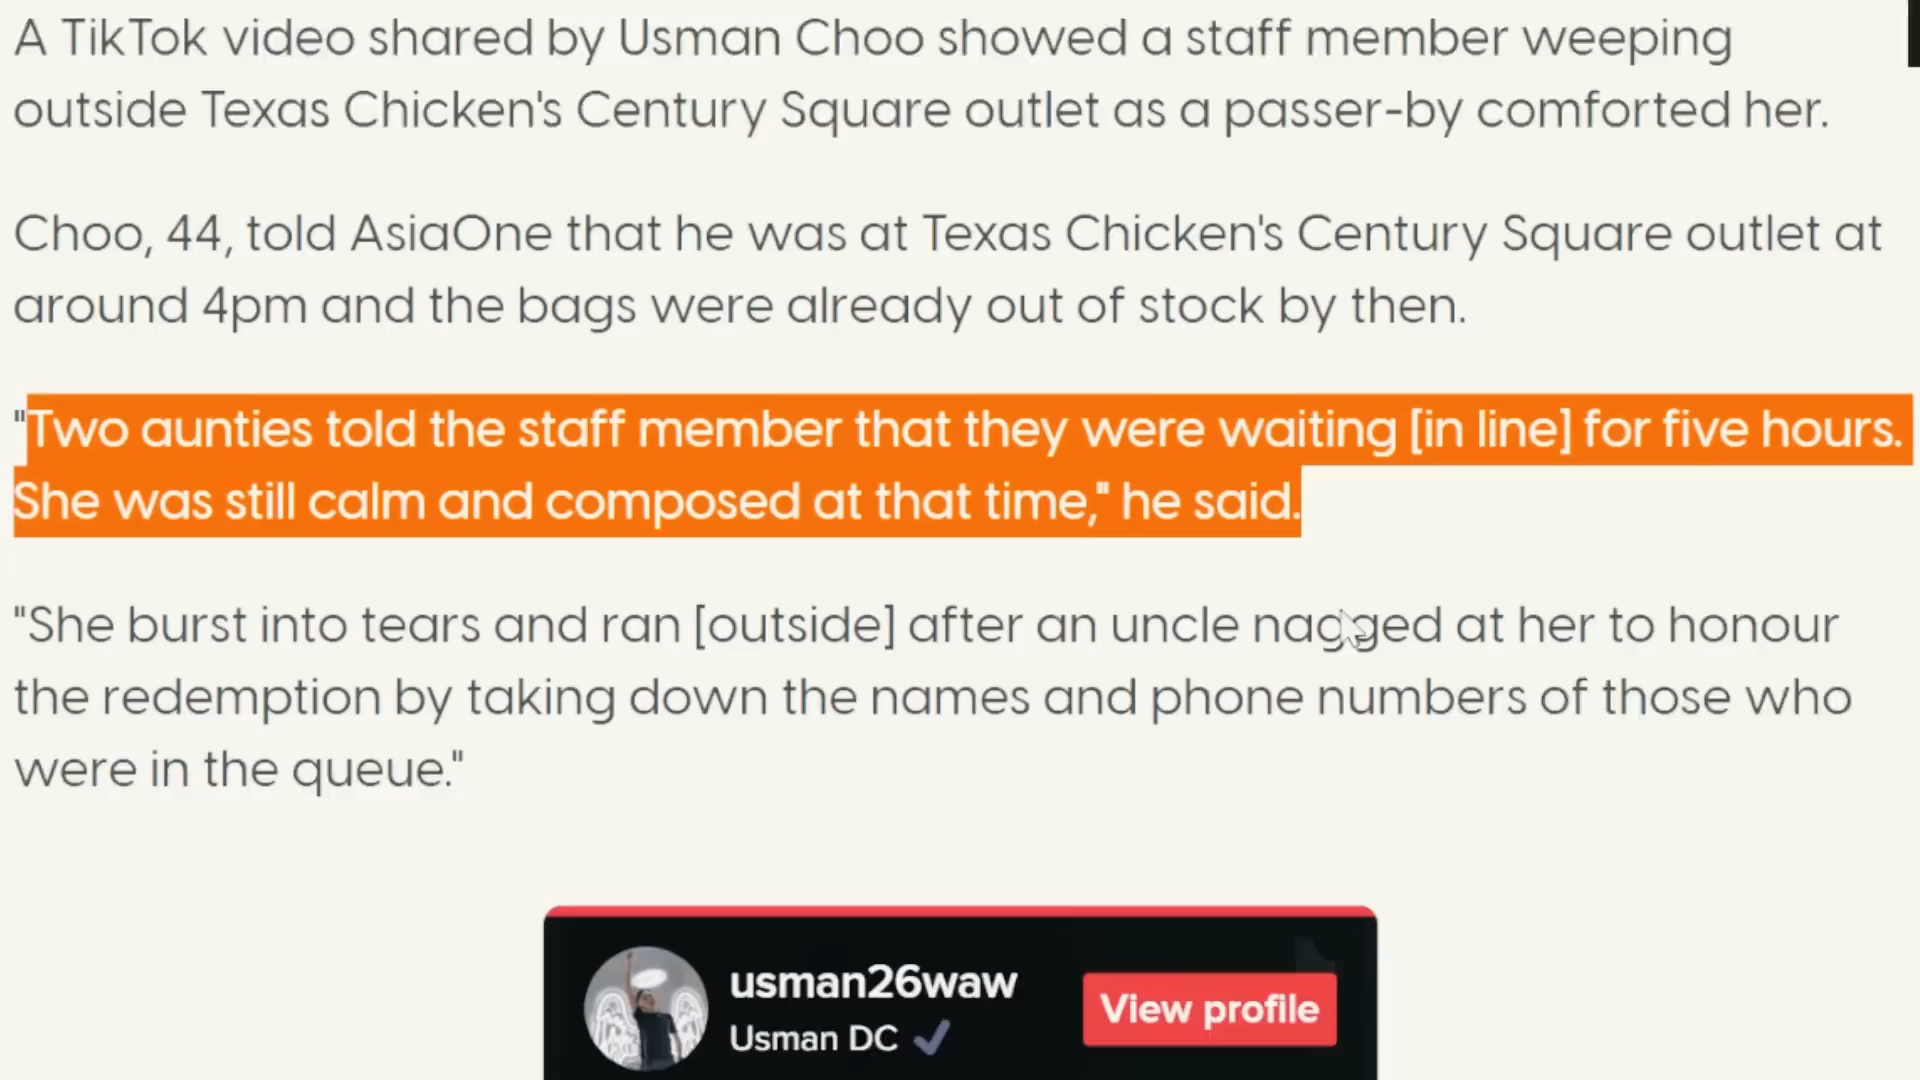 A TikTok video shared by Usman Choo showed a staff member weeping
outside Texas Chicken's Century Square outlet as a passer-by comforted her.
Choo, 44, told AsiaOne that he was at Texas Chicken's Century Square outlet at
around 4pm and the bags were already out of stock by then.
"Two aunties told the staff member that they were waiting [in line] for five hours.
She was still calm and composed at that time," he said.
"She burst into tears and ran [outside] after an uncle nagged at her to honour
the redemption by taking down the names and phone numbers of those who
were in the queue."
usman26waw
Usman DC ✓
View profile